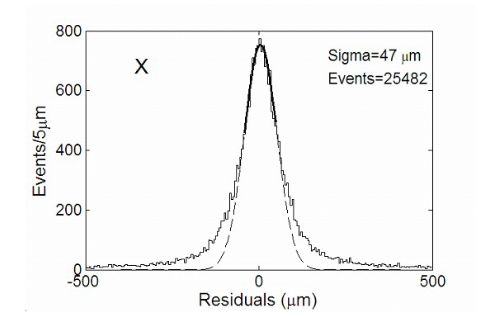 800
X
Sigma=47 μm
Events=25482
600
Events/5μm
400
200
0
-500
0
500
Residuals (μm)